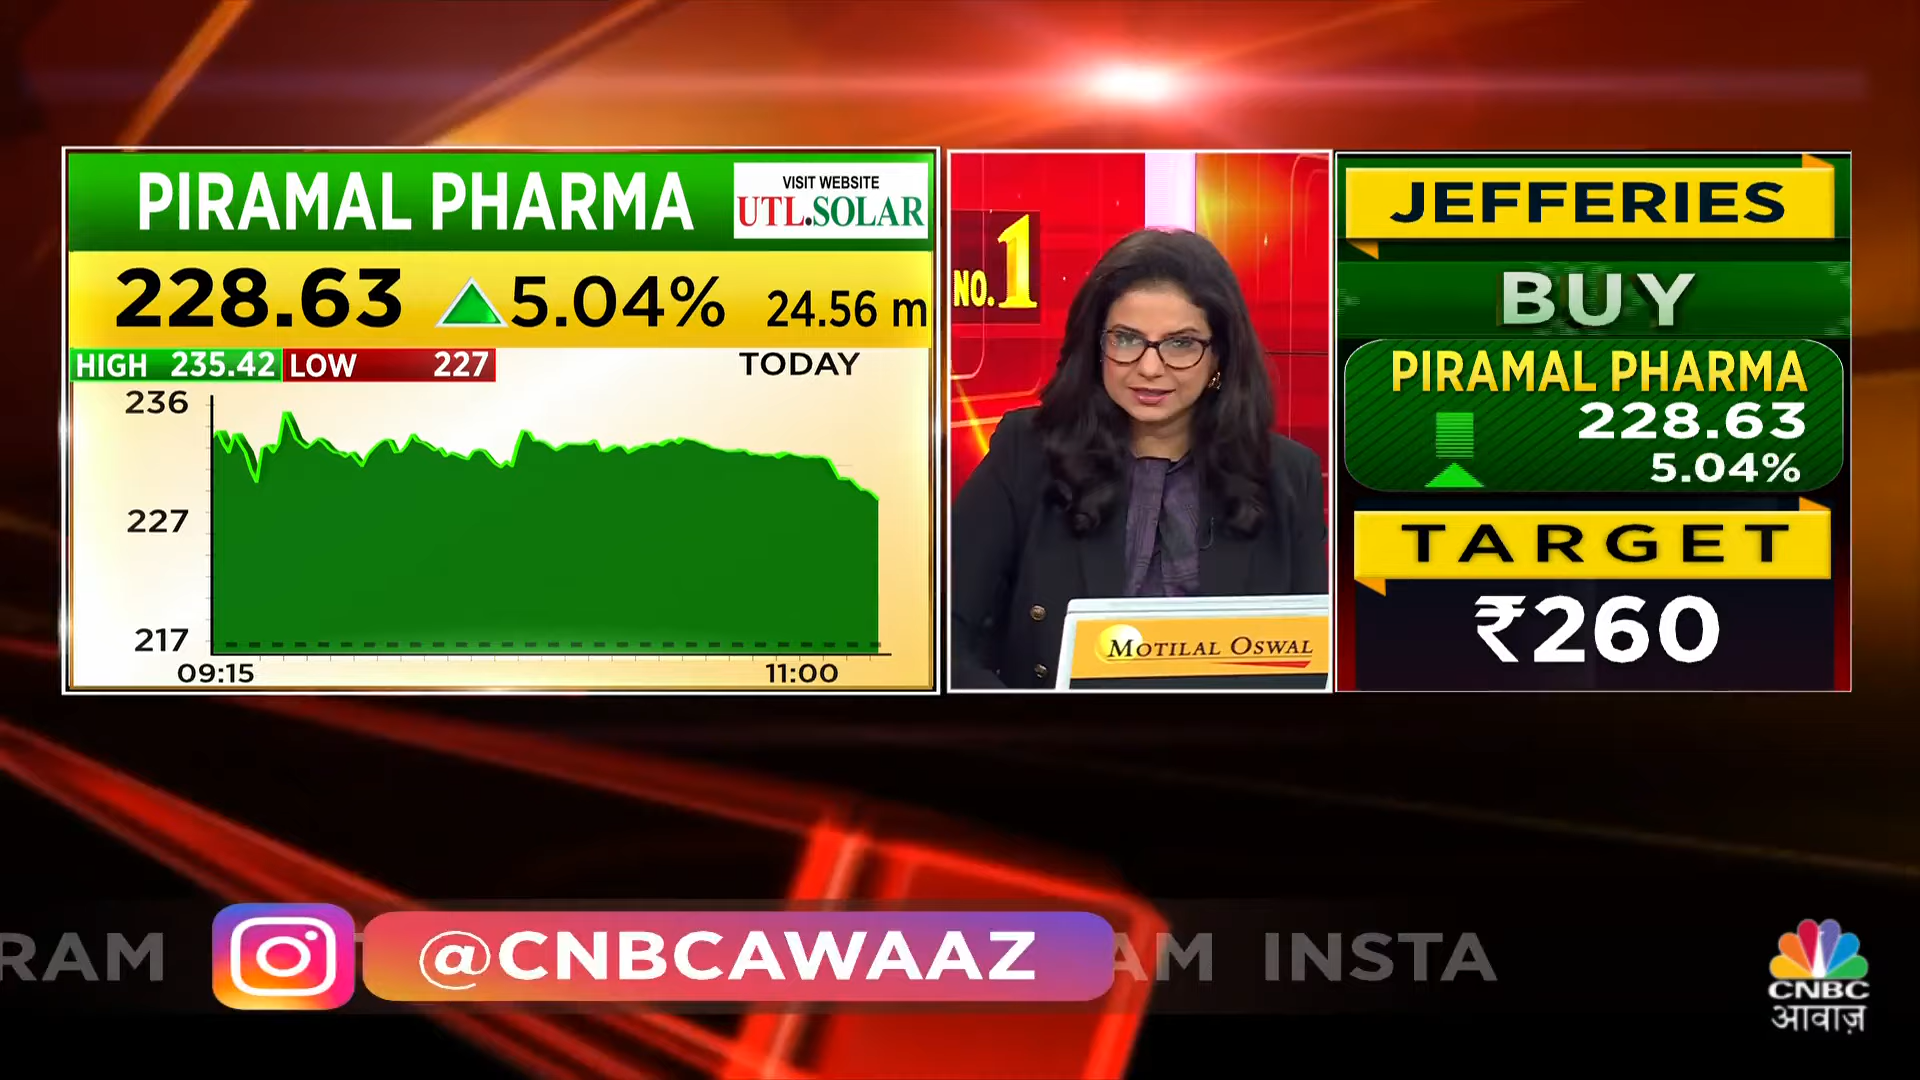 PIRAMAL PHARMA
VISIT WEBSITE
UTL.SOLAR
228.63 5.04% 24.56 m
HIGH 235.42 LOW 227
TODAY
236
227
217
09:15 11:00
NO.1
MOTILAL OSWAL
JEFFERIES
BUY
PIRAMAL PHARMA
228.63
5.04%
TARGET
₹260
RAM @CNBCAWAAZ AM INSTA
CNBC
आवाज़